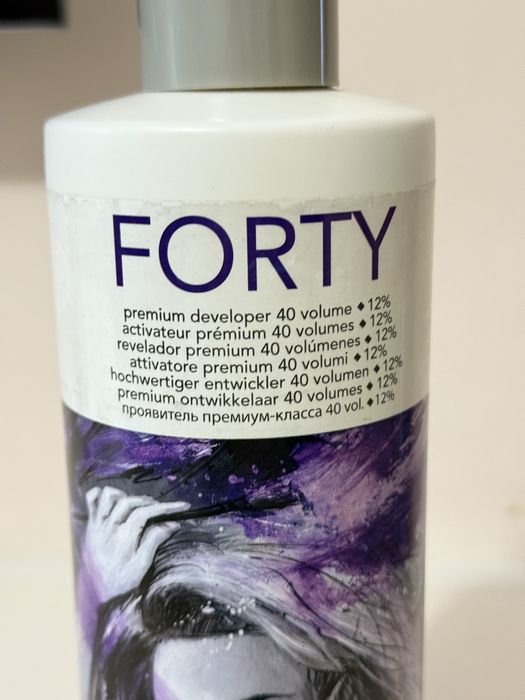 FORTY
premium developer 40 volume ♦ 12%
activateur prémium 40 volumes ♦ 12%
revelador premium 40 volúmenes ♦ 12%
attivatore premium 40 volumi ♦ 12%
hochwertiger entwickler 40 volumen ♦ 12%
premium ontwikkelaar 40 volumes ♦ 12%
проявитель премиум-класса 40 vol. ♦12%